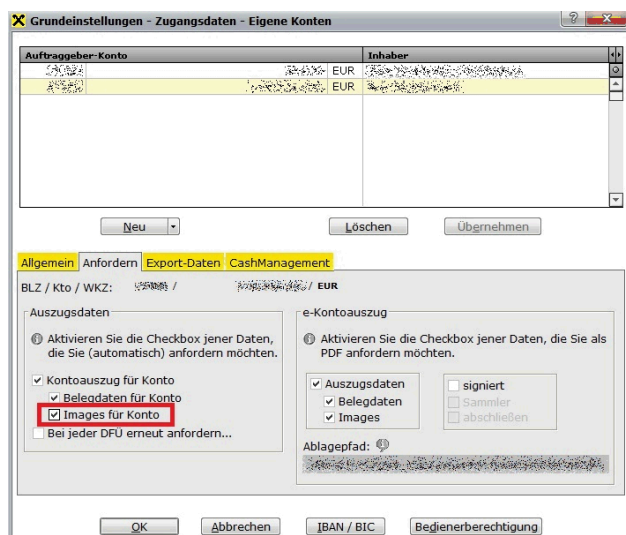 Grundeinstellungen - Zugangsdaten - Eigene Konten
Auftraggeber-Konto Inhaber
EUR
EUR
Neu Löschen Übernehmen
Allgemein Anfordern Export-Daten CashManagement
BLZ / Kto / WKZ: / / EUR
Auszugsdaten
Aktivieren Sie die Checkbox jener Daten,
die Sie (automatisch) anfordern möchten.
Kontoauszug für Konto
Belegdaten für Konto
Images für Konto
Bei jeder DFÜ erneut anfordern...
e-Kontoauszug
Aktivieren Sie die Checkbox jener Daten, die Sie als
PDF anfordern möchten.
Auszugsdaten signiert
Belegdaten Sammler
Images abschließen
Ablagepfad:
OK Abbrechen IBAN / BIC Bedienerberechtigung